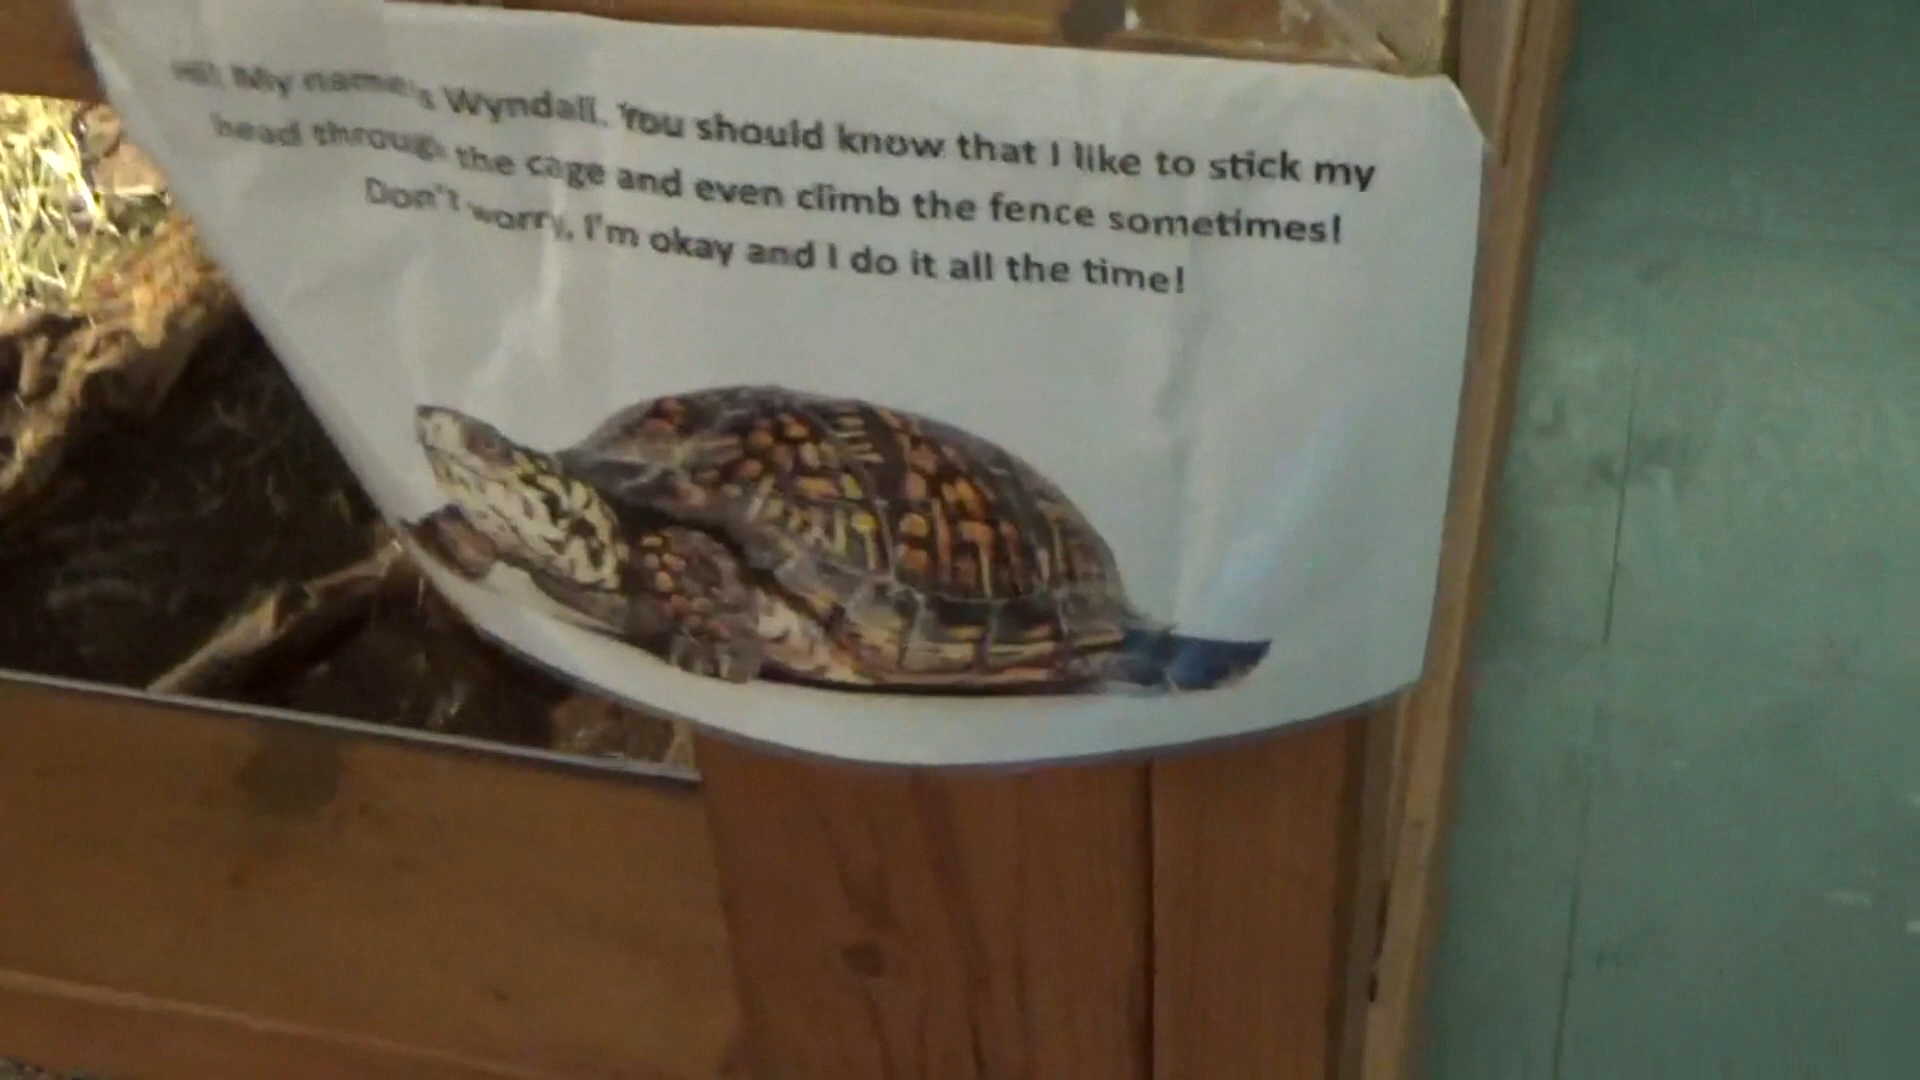 Hi! My name's Wyndall. You should know that I like to stick my
head through the cage and even climb the fence sometimes!
Don't worry, I'm okay and I do it all the time!